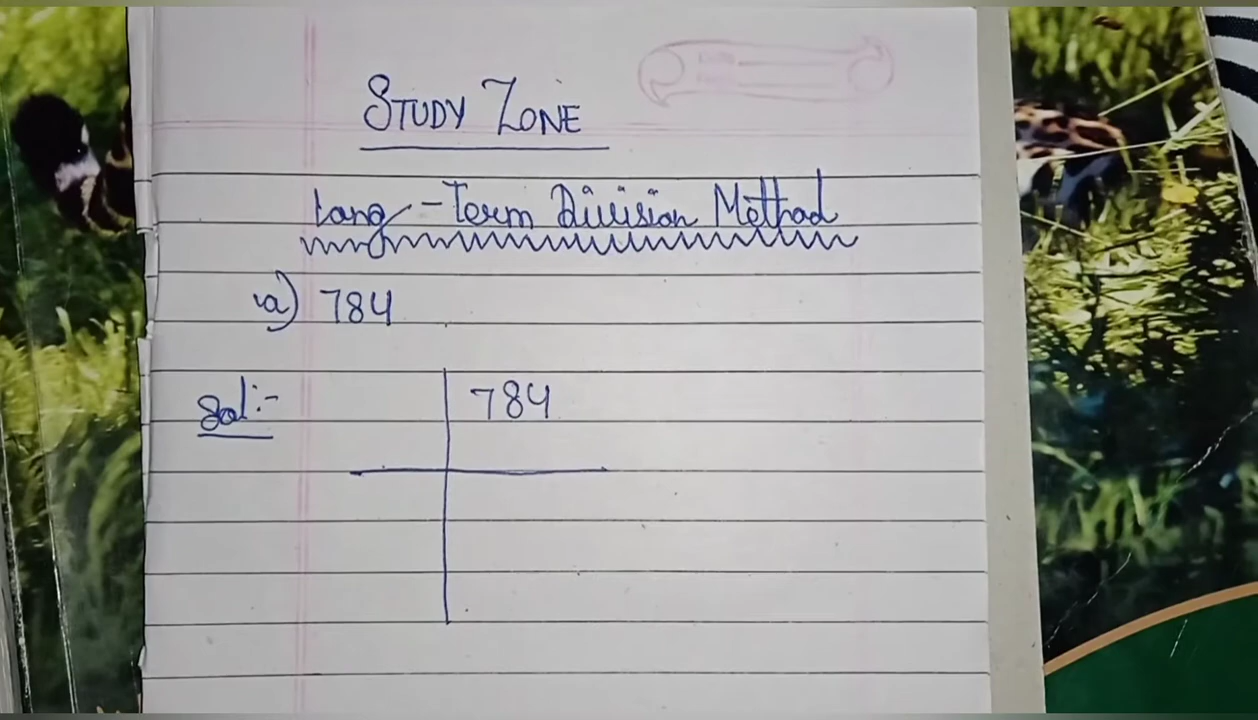 STUDY ZONE
Long-Term Division Method
a) 784
Sol:-
784